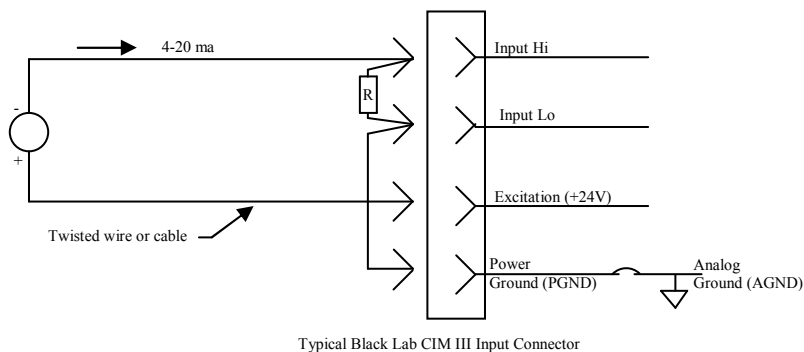 4-20 ma
Input Hi
R
Input Lo
-
+
Excitation (+24V)
Twisted wire or cable
Power
Ground (PGND)
Analog
Ground (AGND)
Typical Black Lab CIM III Input Connector